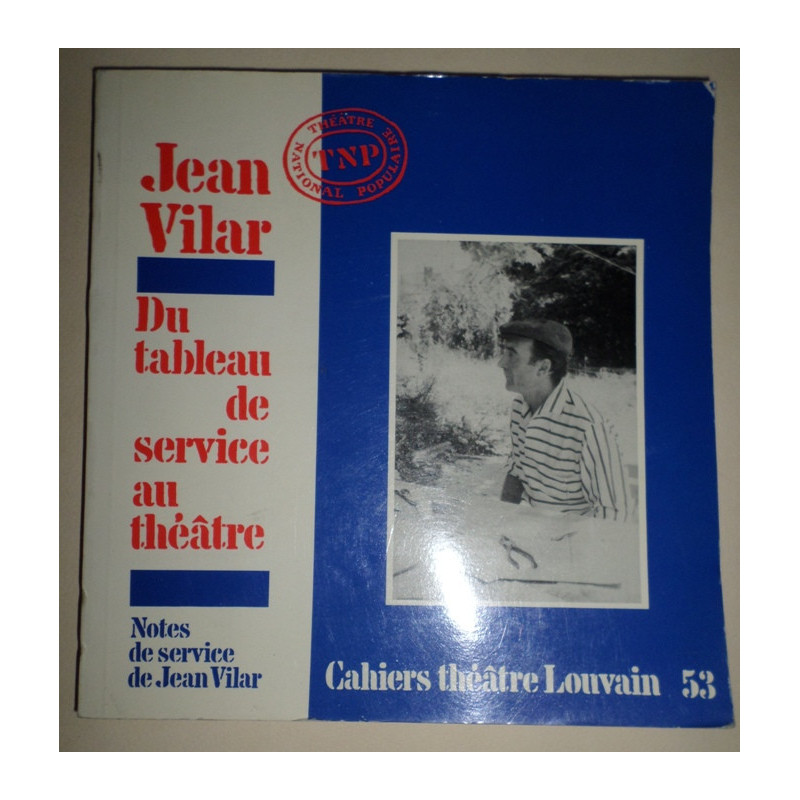 Jean
Vilar
THÉÂTRE
NATIONAL POPULAIRE
TNP
Du
tableau
de
service
au
théâtre
Notes
de service
de Jean Vilar
Cahiers théâtre Louvain 53